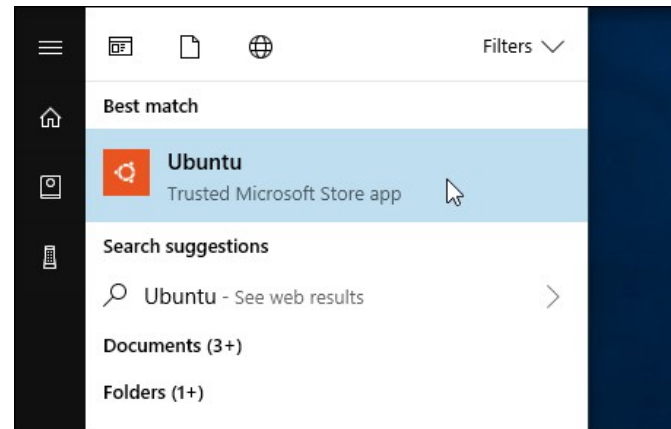 Filters
Best match
Ubuntu
Trusted Microsoft Store app
Search suggestions
Ubuntu - See web results
Documents (3+)
Folders (1+)